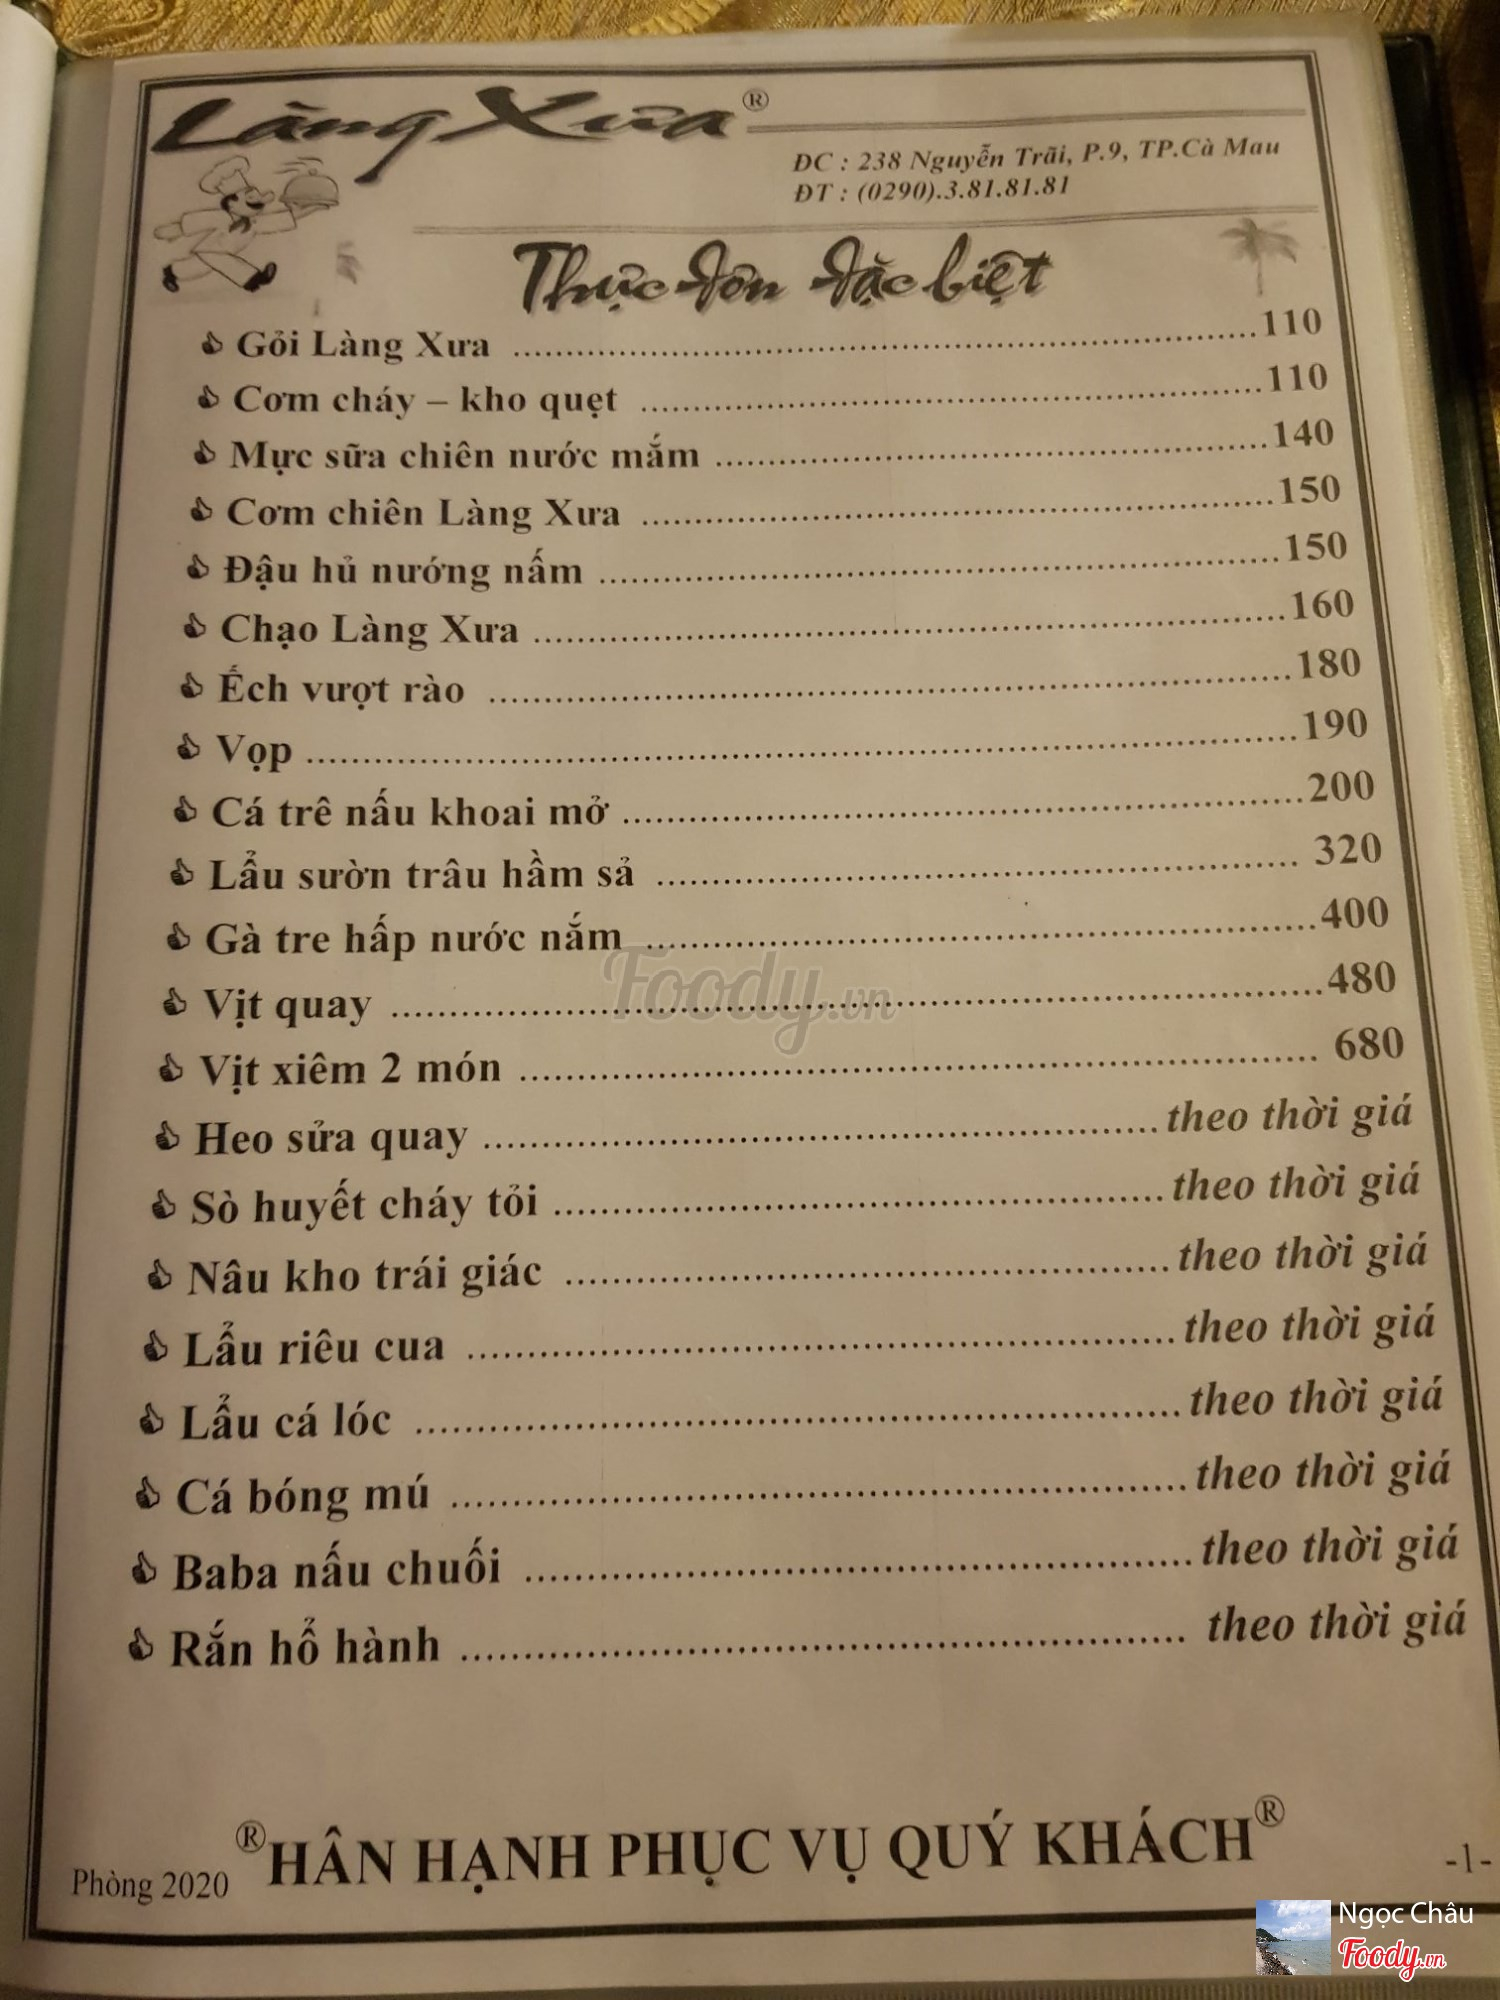 Làng Xưa®
ĐC : 238 Nguyễn Trãi, P.9, TP.Cà Mau
ĐT : (0290).3.81.81.81
Thực đơn đặc biệt
Gỏi Làng Xưa ....................110
Cơm cháy – kho quẹt ....................110
Mực sữa chiên nước mắm ....................140
Cơm chiên Làng Xưa ....................150
Đậu hủ nướng nấm ....................150
Chạo Làng Xưa ....................160
Ếch vượt rào ....................180
Vọp ....................190
Cá trê nấu khoai mở ....................200
Lẩu sườn trâu hầm sả .................... 320
Gà tre hấp nước nắm ....................400
Vịt quay ....................480
Vịt xiêm 2 món .................... 680
Heo sửa quay ....................theo thời giá
Sò huyết cháy tỏi ....................theo thời giá
Nâu kho trái giác ....................theo thời giá
Lẩu riêu cua ....................theo thời giá
Lẩu cá lóc ....................theo thời giá
Cá bóng mú ....................theo thời giá
Baba nấu chuối ....................theo thời giá
Rắn hổ hành .................... theo thời giá
Foody.vn
®HÂN HẠNH PHỤC VỤ QUÝ KHÁCH®
Phòng 2020
-1-
Ngọc Châu
Foody.vn